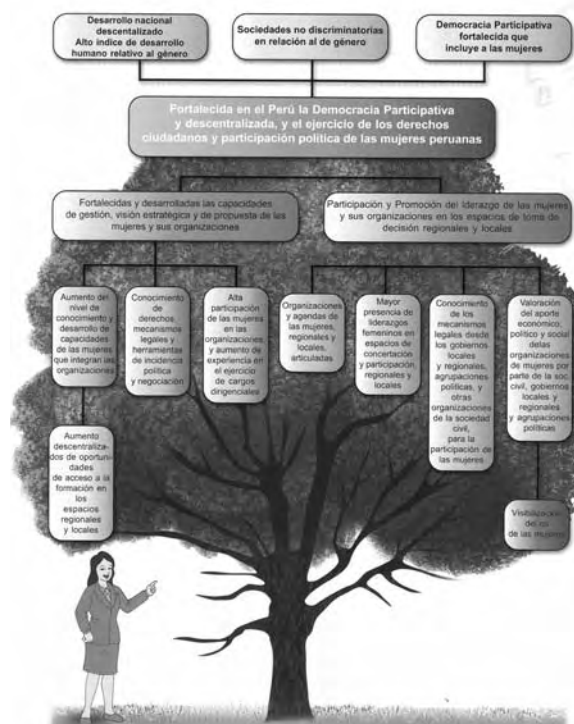 Desarrollo nacional
descentalizado
Alto índice de desarrollo
humano relativo al género
Sociedades no discriminatorias
en relación al de género
Democracia Participativa
fortalecida que
incluye a las mujeres
Fortalecida en el Perú la Democracia Participativa
y descentralizada, y el ejercicio de los derechos
ciudadanos y participación política de las mujeres peruanas
Fortalecidas y desarrolladas las capacidades
de gestión, visión estratégica y de propuesta de las
mujeres y sus organizaciones
Participación y Promoción del liderazgo de las mujeres
y sus organizaciones en los espacios de toma de
decisión regionales y locales
Aumento del
nivel de
conocimiento y
desarrollo de
capacidades
de las mujeres
que integran las
organizaciones
Conocimiento
de derechos,
mecanismos
legales y
herramientas
de incidencia
política
y negociación
Alta
participación
de las mujeres
en las
organizaciones
y aumento de
experiencia en
el ejercicio
de cargos
dirigenciales
Organizaciones
y agendas de
las mujeres,
regionales y
locales,
articuladas
Mayor
presencia de
liderazgos
femeninos en
espacios de
concertación
y participación,
regionales y
locales
Conocimiento
de los
mecanismos
legales desde
los gobiernos
locales
y regionales,
agrupaciones
políticas, y
otras
organizaciones
de la sociedad
civil,
para la
participación de
las mujeres
Valoración
del aporte
económico,
político y social
delas
organizaciones
de mujeres por
parte de la soc.
civil, gobiernos
locales y
regionales
y agrupaciones
políticas
Aumento
descentraliza-
dos de oportuni-
dades
de acceso a la
formación en
los
espacios
regionales
y locales
Visibilización
de las mujeres